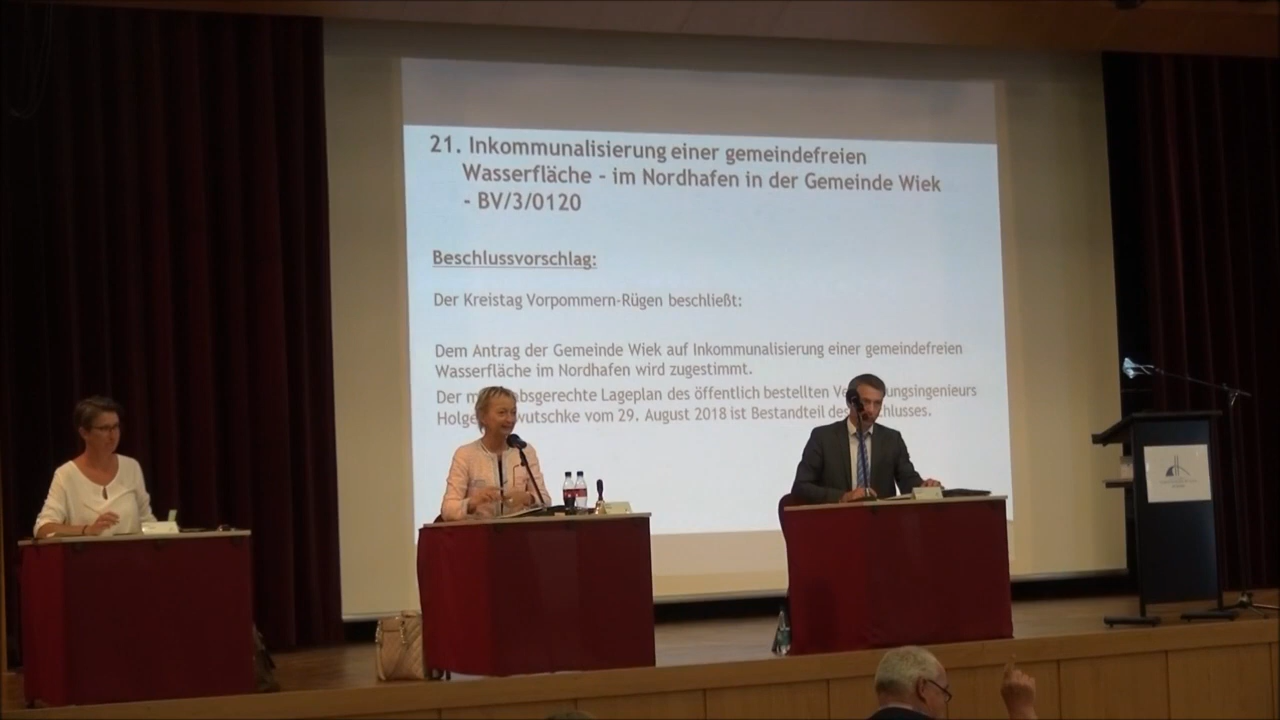 21. Inkommunalisierung einer gemeindefreien
Wasserfläche - im Nordhafen in der Gemeinde Wiek
- BV/3/0120
Beschlussvorschlag:
Der Kreistag Vorpommern-Rügen beschließt:
Dem Antrag der Gemeinde Wiek auf Inkommunalisierung einer gemeindefreien
Wasserfläche im Nordhafen wird zugestimmt.
Der Lageplan des öffentlich bestellten
vom 29. August 2018 ist Bestandteil des